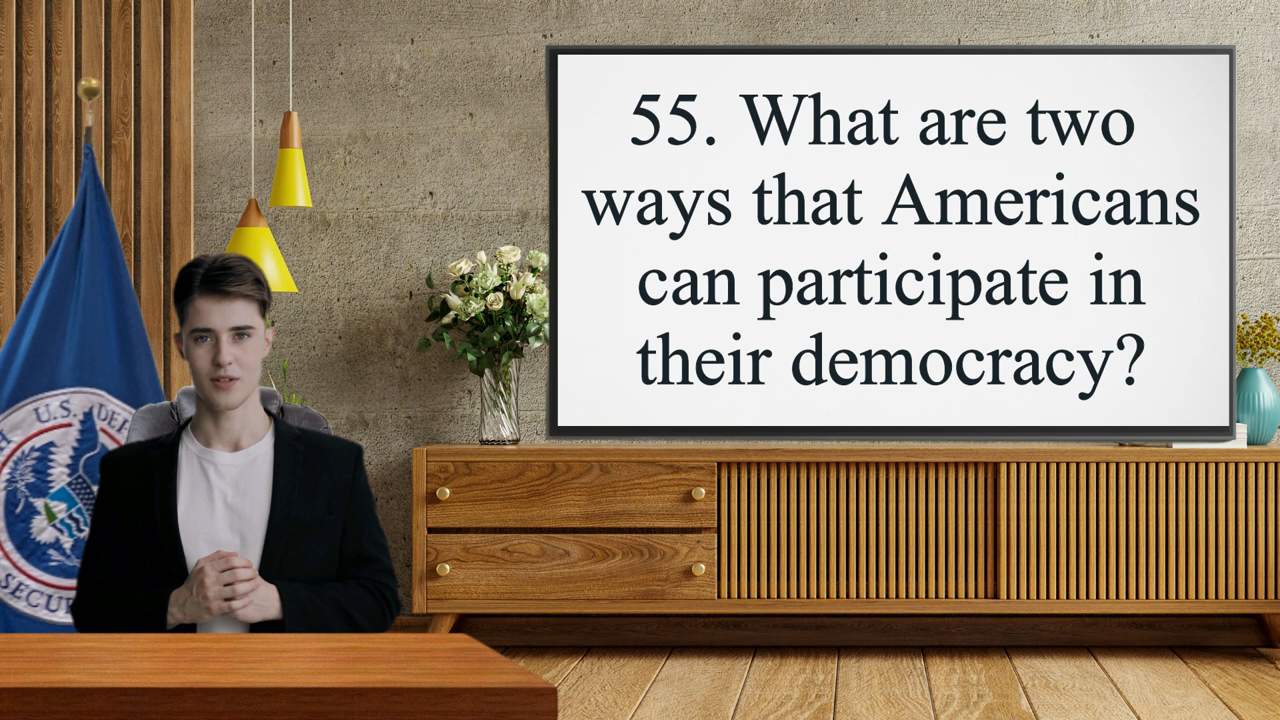 55. What are two
ways that Americans
can participate in
their democracy?
U.S.